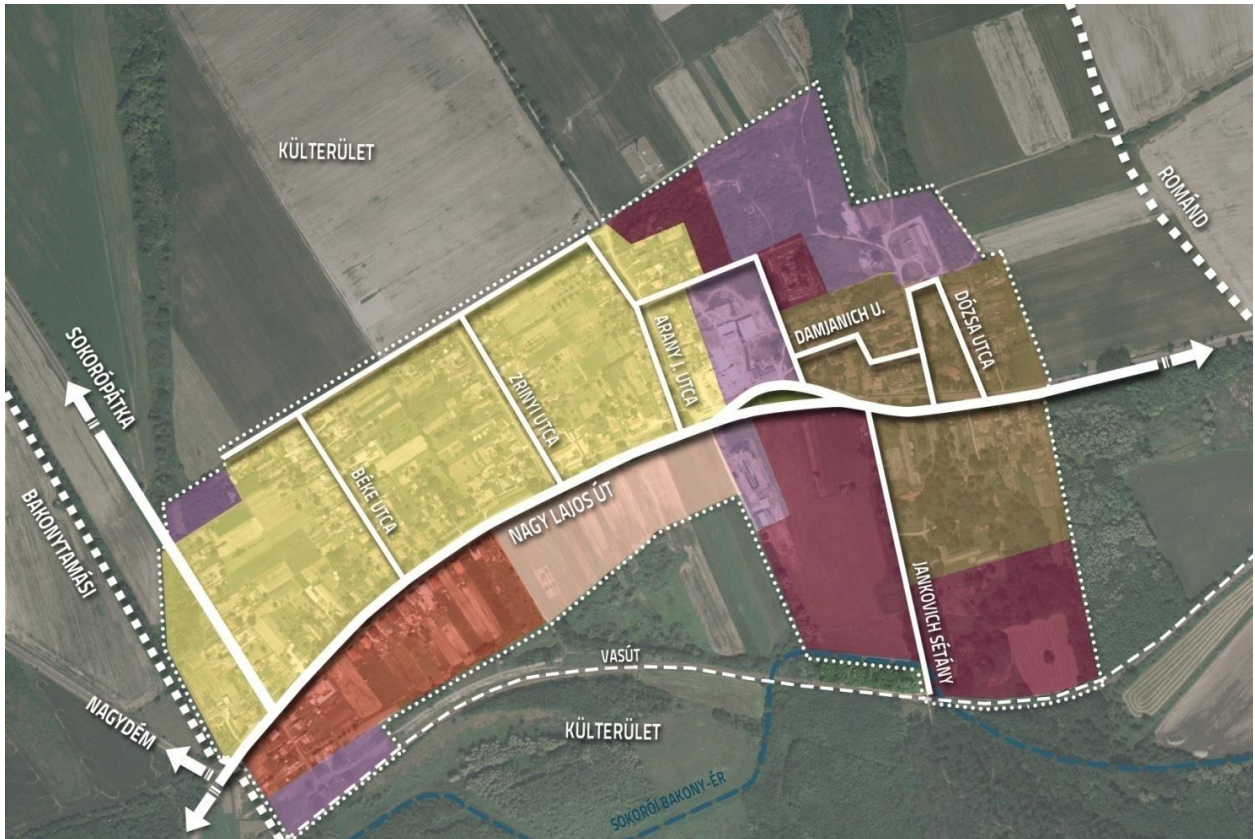 KÜLTERÜLET
ROMÁND
SOKORÓPÁTKA
BAKONYTAMÁSI
BÉKE UTCA
ZRINYI UTCA
ARANY J. UTCA
DAMJANICH U.
DÓZSA UTCA
NAGY LAJOS ÚT
JANKOVICH SÉTÁNY
VASÚT
NAGYDÉM
KÜLTERÜLET
SOKORÓI BAKONY-ÉR